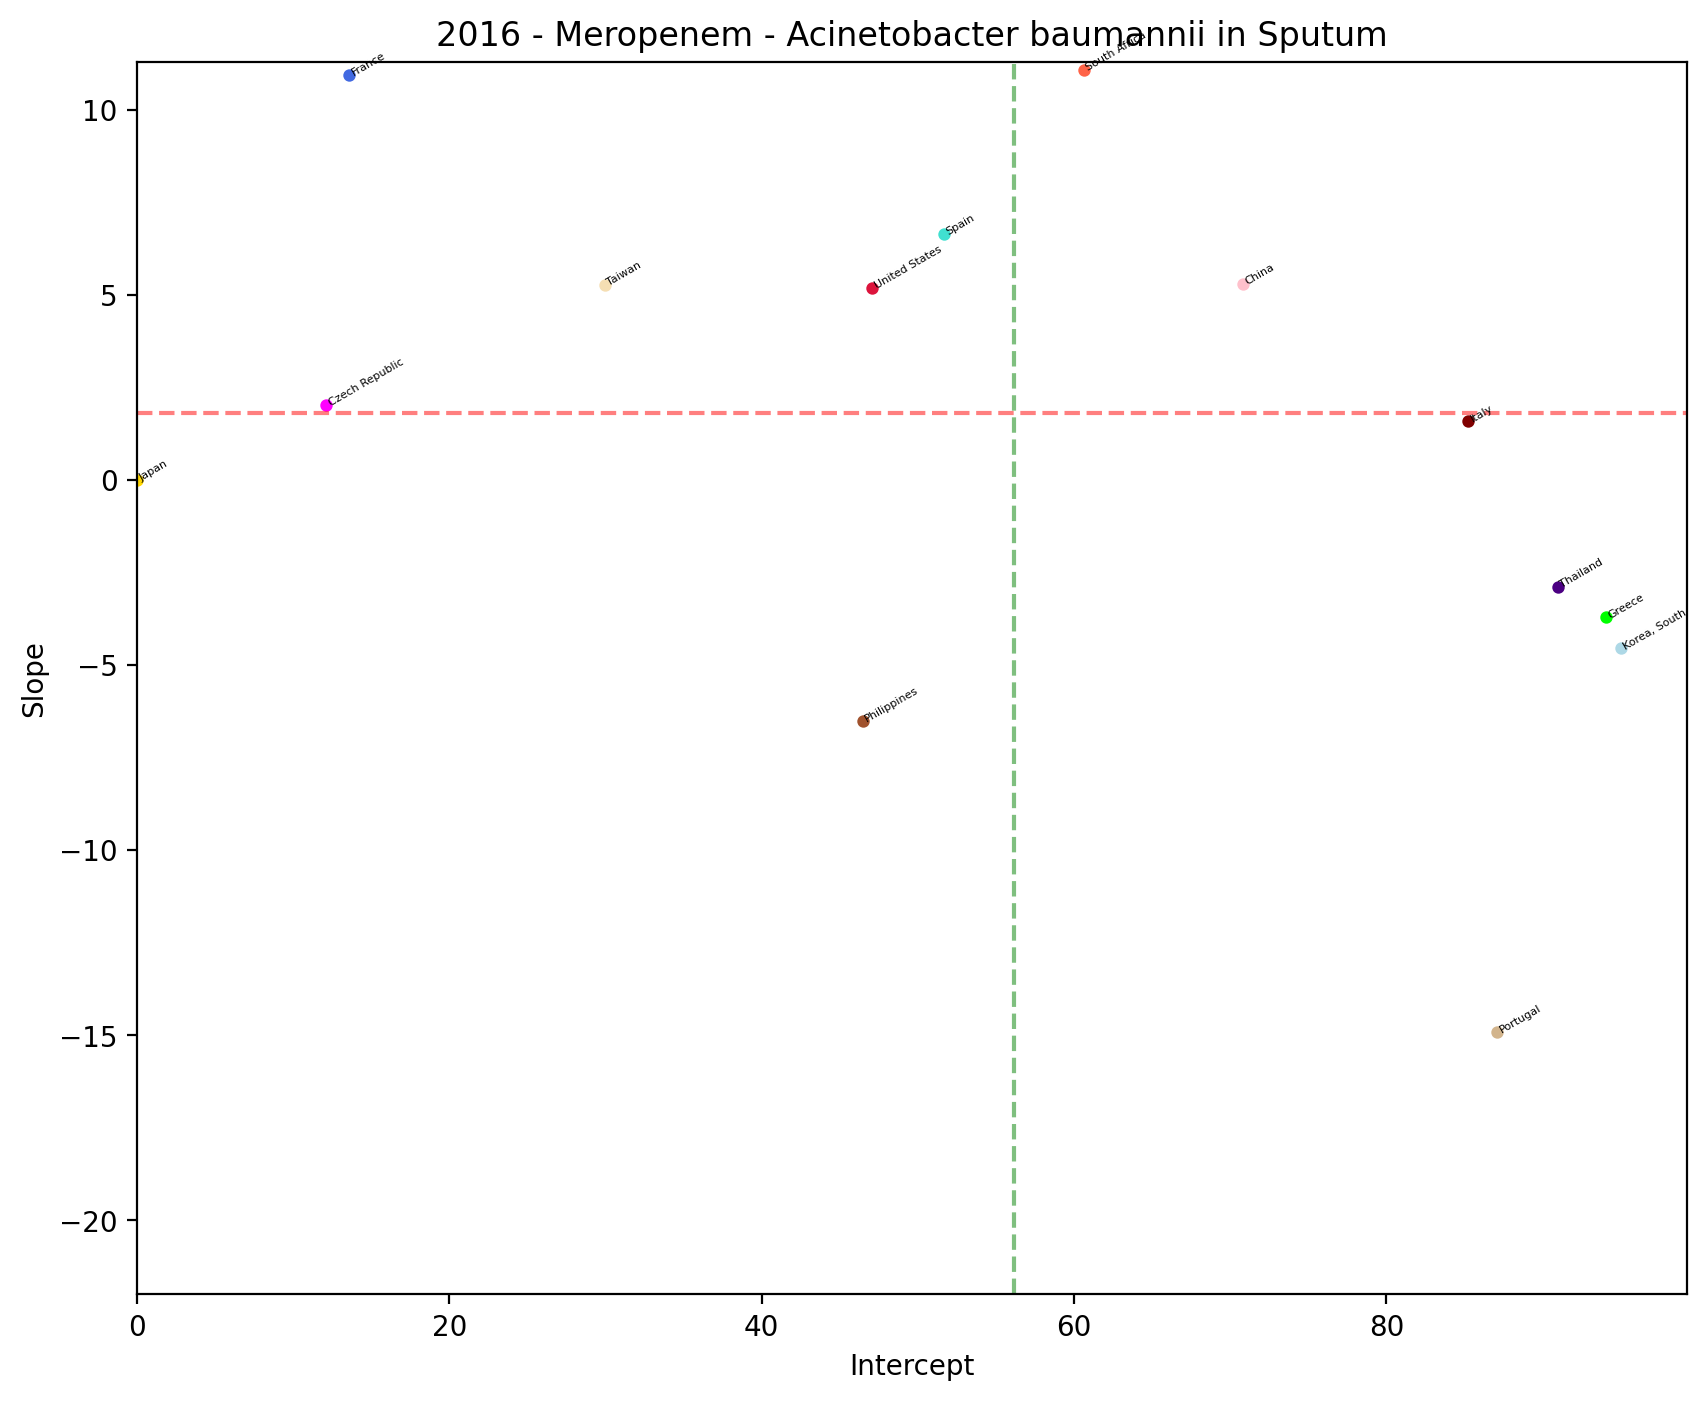 2016 - Meropenem - Acinetobacter baumannii in Sputum
France
South Africa
10
Spain
United States
Taiwan
China
5
Czech Republic
Italy
Japan
0
Thailand
Greece
Korea, South
−5
Philippines
Slope
−10
Portugal
−15
−20
0 20 40 60 80
Intercept